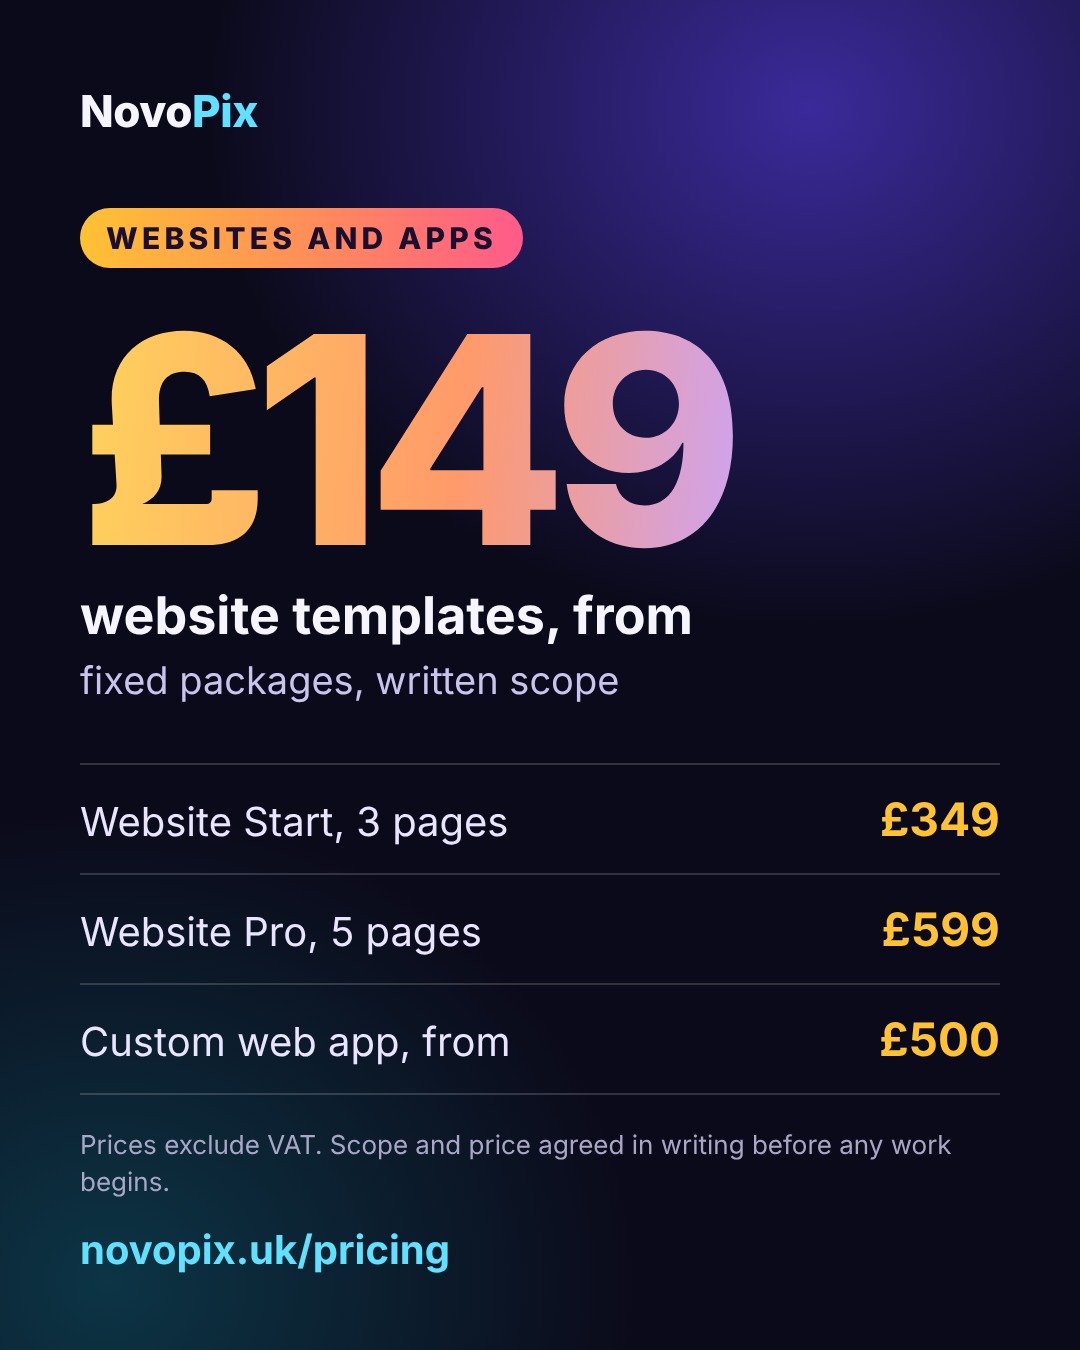 NovoPix
WEBSITES AND APPS
£149
website templates, from
fixed packages, written scope
Website Start, 3 pages £349
Website Pro, 5 pages £599
Custom web app, from £500
Prices exclude VAT. Scope and price agreed in writing before any work
begins.
novopix.uk/pricing